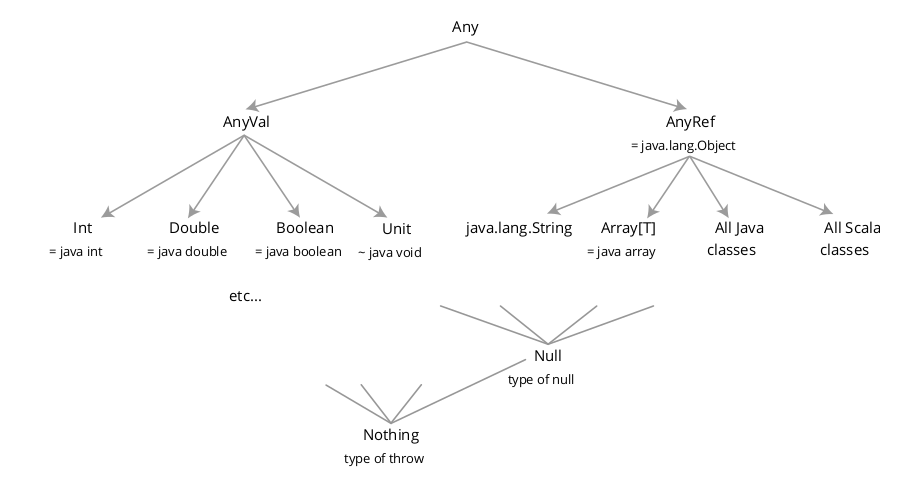 Any
AnyVal
AnyRef
= java.lang.Object
Int
Double
Boolean
Unit
java.lang.String
Array[T]
All Java
All Scala
= java int
= java double
= java boolean
~ java void
= java array
classes
classes
etc...
Null
type of null
Nothing
type of throw